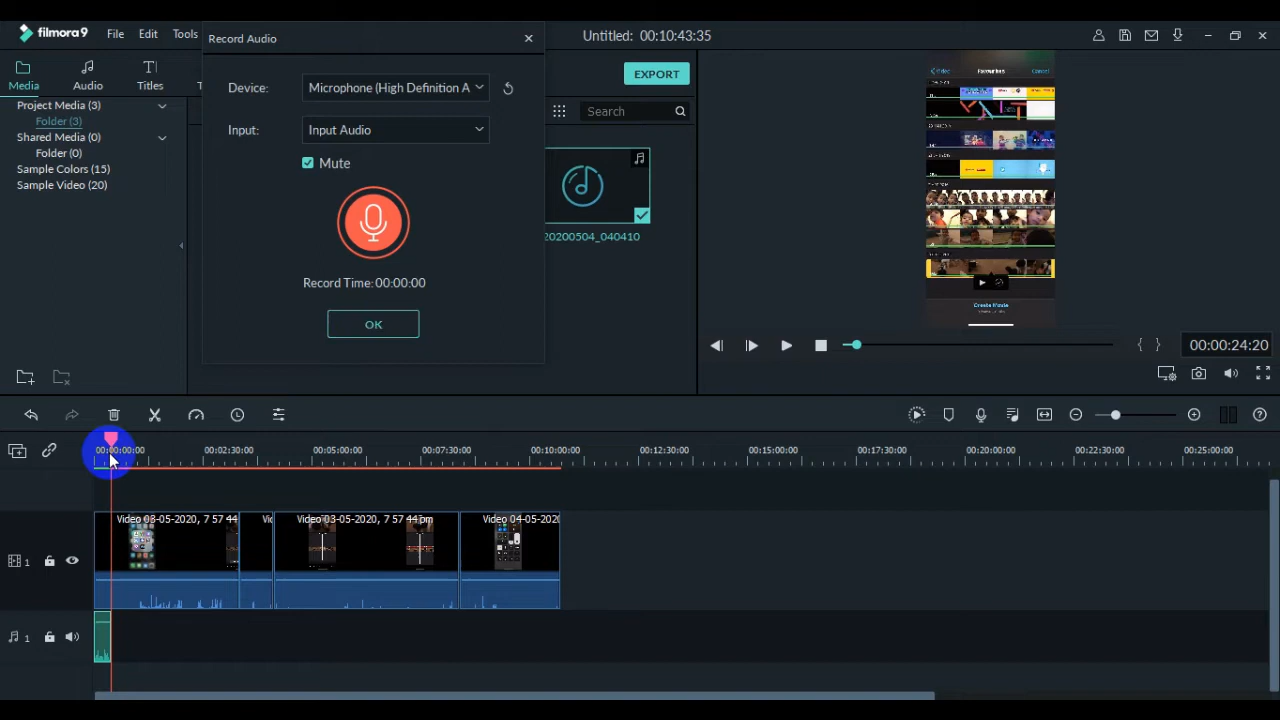 filmora9 File Edit Tools Untitled: 00:10:43:35
Record Audio
Media Audio Titles
EXPORT
Device: Microphone (High Definition A
Input: Input Audio
Mute
Record Time:00:00:00
OK
Search
Project Media (3)
Folder (3)
Shared Media (0)
Folder(0)
Sample Colors (15)
Sample Video (20)
20200504_040410
Favourites
Cancel
Create Movie
00:00:24:20
00:00:00:00 00:02:30:00 00:05:00:00 00:07:30:00 00:10:00:00 00:12:30:00 00:15:00:00 00:17:30:00 00:20:00:00 00:22:30:00 00:25:00:00
Video 03-05-2020, 7 57 44 Vi Video 03-05-2020, 7 57 44 pm Video 04-05-202
1
1